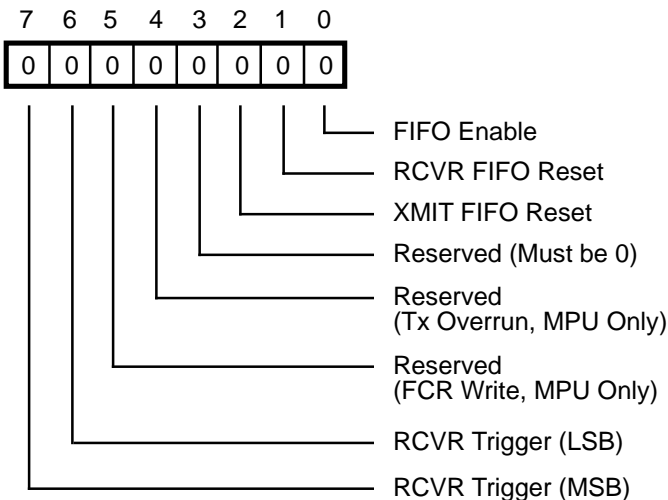 7 6 5 4 3 2 1 0
0 0 0 0 0 0 0 0
FIFO Enable
RCVR FIFO Reset
XMIT FIFO Reset
Reserved (Must be 0)
Reserved
(Tx Overrun, MPU Only)
Reserved
(FCR Write, MPU Only)
RCVR Trigger (LSB)
RCVR Trigger (MSB)